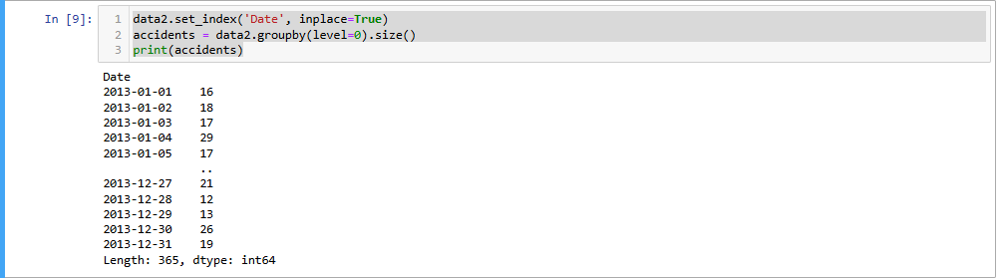 In [9]:
1 data2.set_index('Date', inplace=True)
2 accidents = data2.groupby(level=0).size()
3 print(accidents)
Date
2013-01-01    16
2013-01-02    18
2013-01-03    17
2013-01-04    29
2013-01-05    17
..
2013-12-27    21
2013-12-28    12
2013-12-29    13
2013-12-30    26
2013-12-31    19
Length: 365, dtype: int64